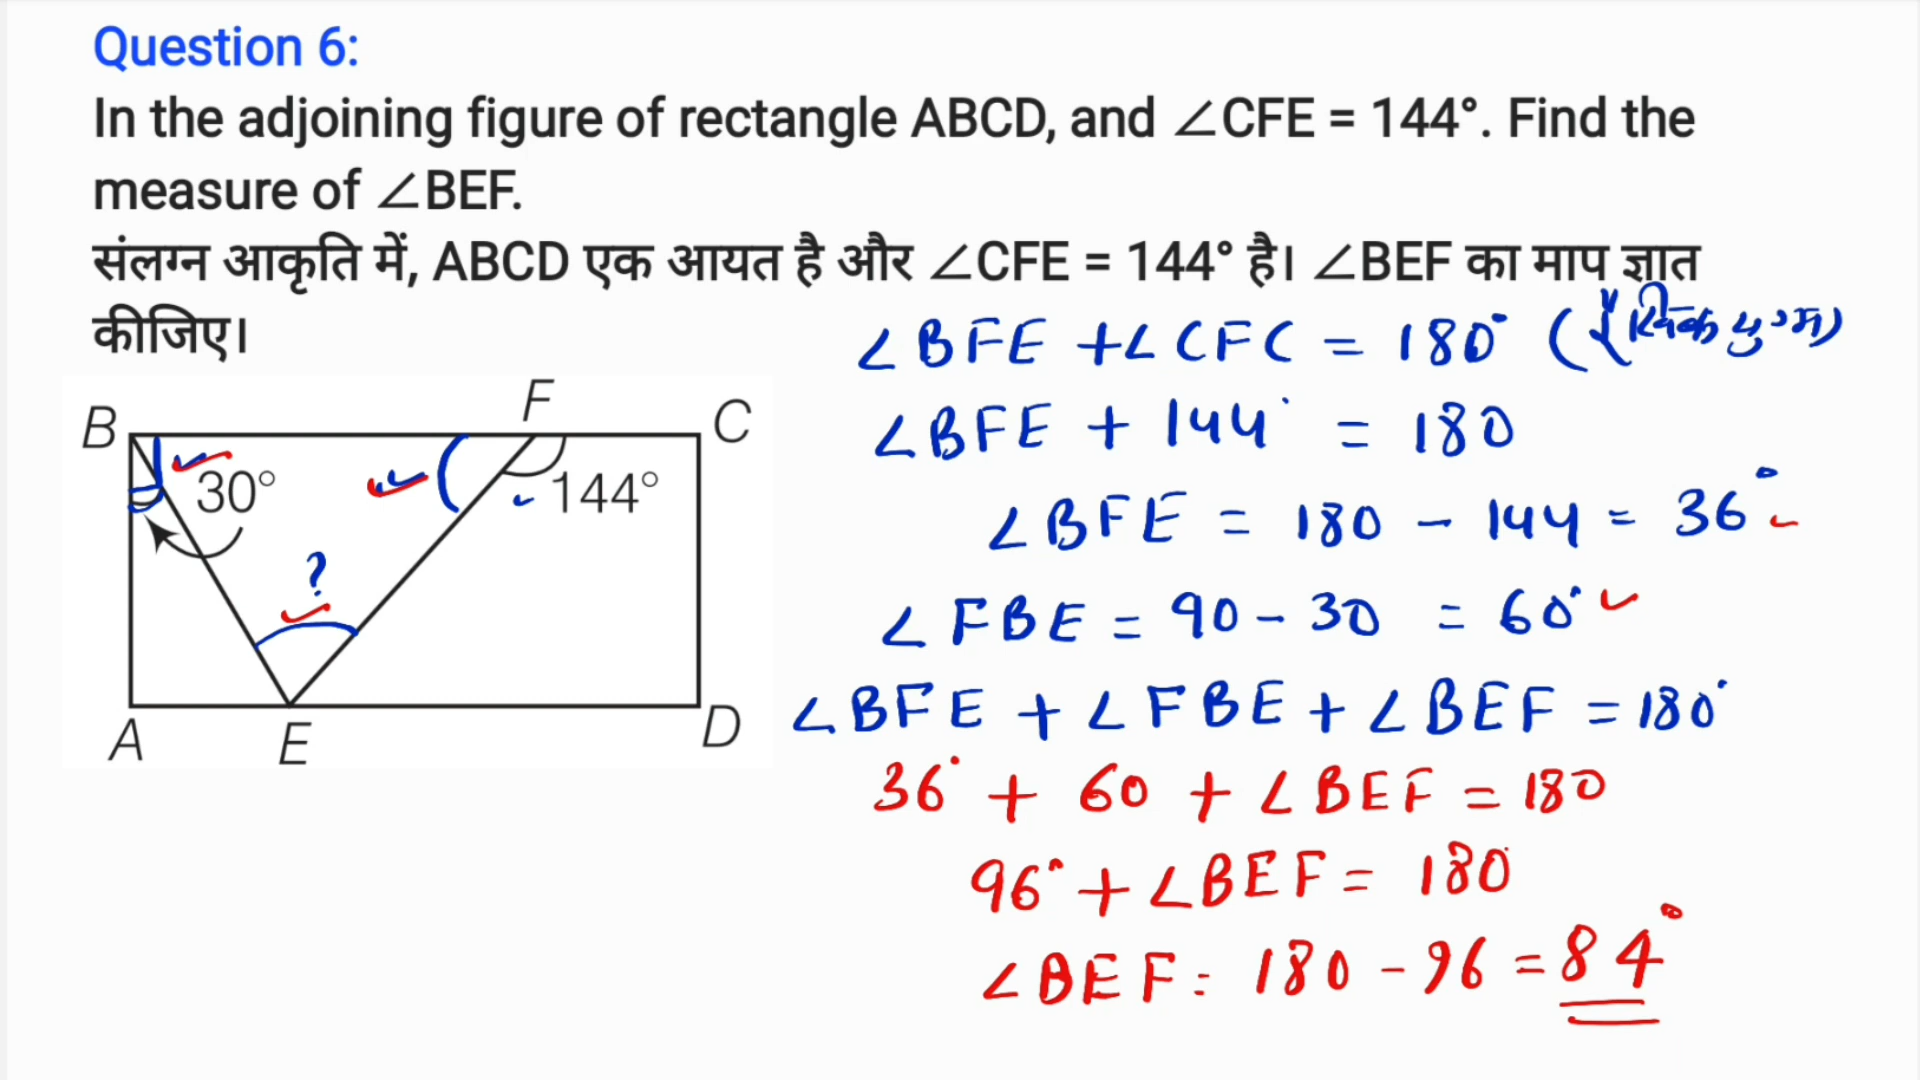 Question 6:
In the adjoining figure of rectangle ABCD, and ∠CFE = 144°. Find the
measure of ∠BEF.
संलग्न आकृति में, ABCD एक आयत है और ∠CFE = 144° है। ∠BEF का माप ज्ञात
कीजिए।
∠BFE + ∠CFC = 180° (रैखिक युग्म)
∠BFE + 144° = 180
∠BFE = 180 - 144 = 36°
∠FBE = 90 - 30 = 60°
∠BFE + ∠FBE + ∠BEF = 180°
36° + 60 + ∠BEF = 180
96° + ∠BEF = 180
∠BEF = 180 - 96 = 84°
B F C
30° 144°
?
A E D